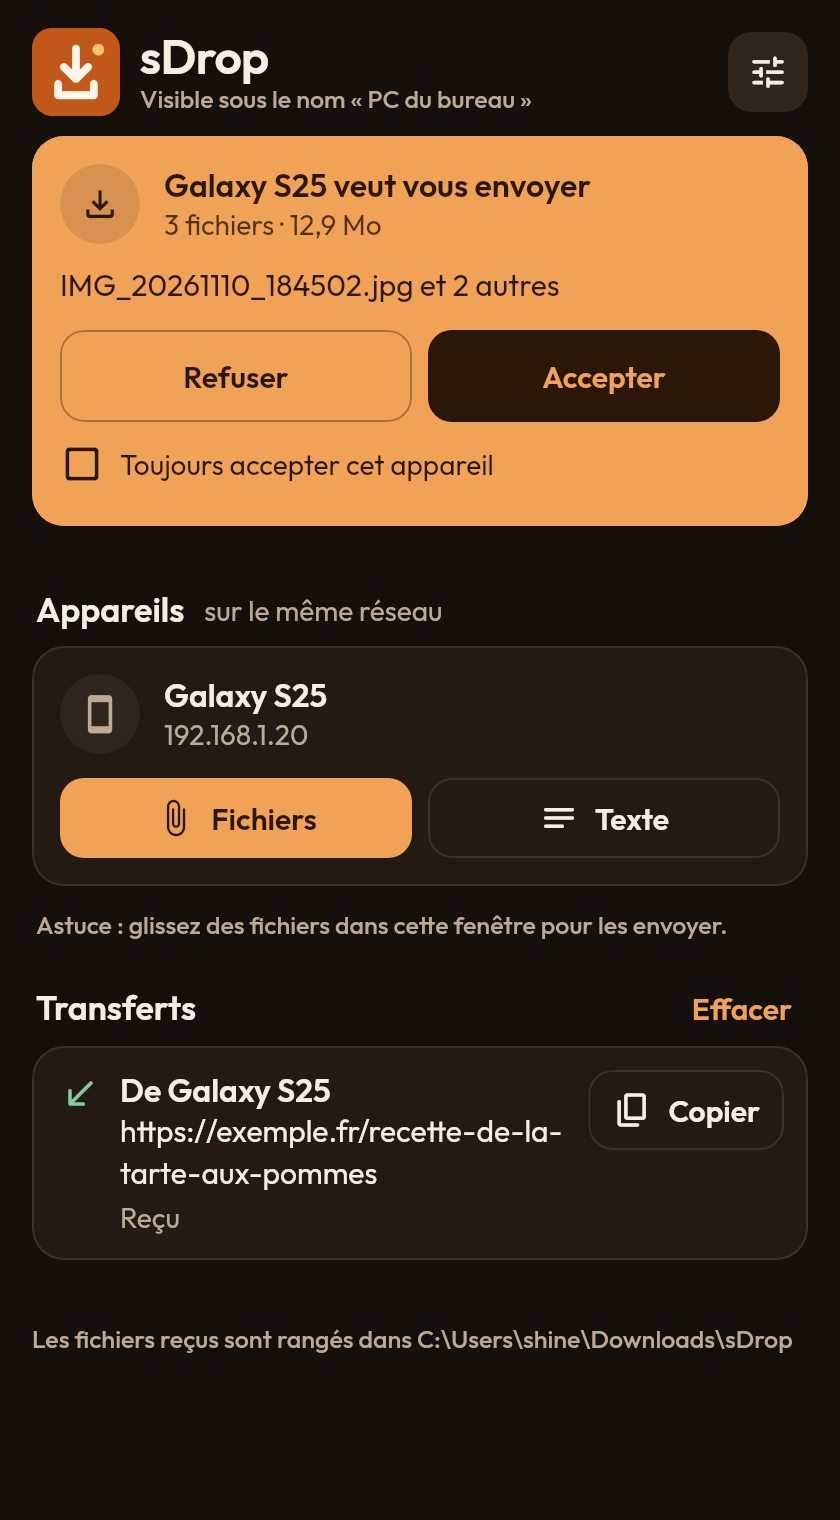 sDrop
Visible sous le nom « PC du bureau »
Galaxy S25 veut vous envoyer
3 fichiers · 12,9 Mo
IMG_20261110_184502.jpg et 2 autres
Refuser
Accepter
Toujours accepter cet appareil
Appareils sur le même réseau
Galaxy S25
192.168.1.20
Fichiers
Texte
Astuce : glissez des fichiers dans cette fenêtre pour les envoyer.
Transferts
Effacer
De Galaxy S25
https://exemple.fr/recette-de-la-
tarte-aux-pommes
Reçu
Copier
Les fichiers reçus sont rangés dans C:\Users\shine\Downloads\sDrop